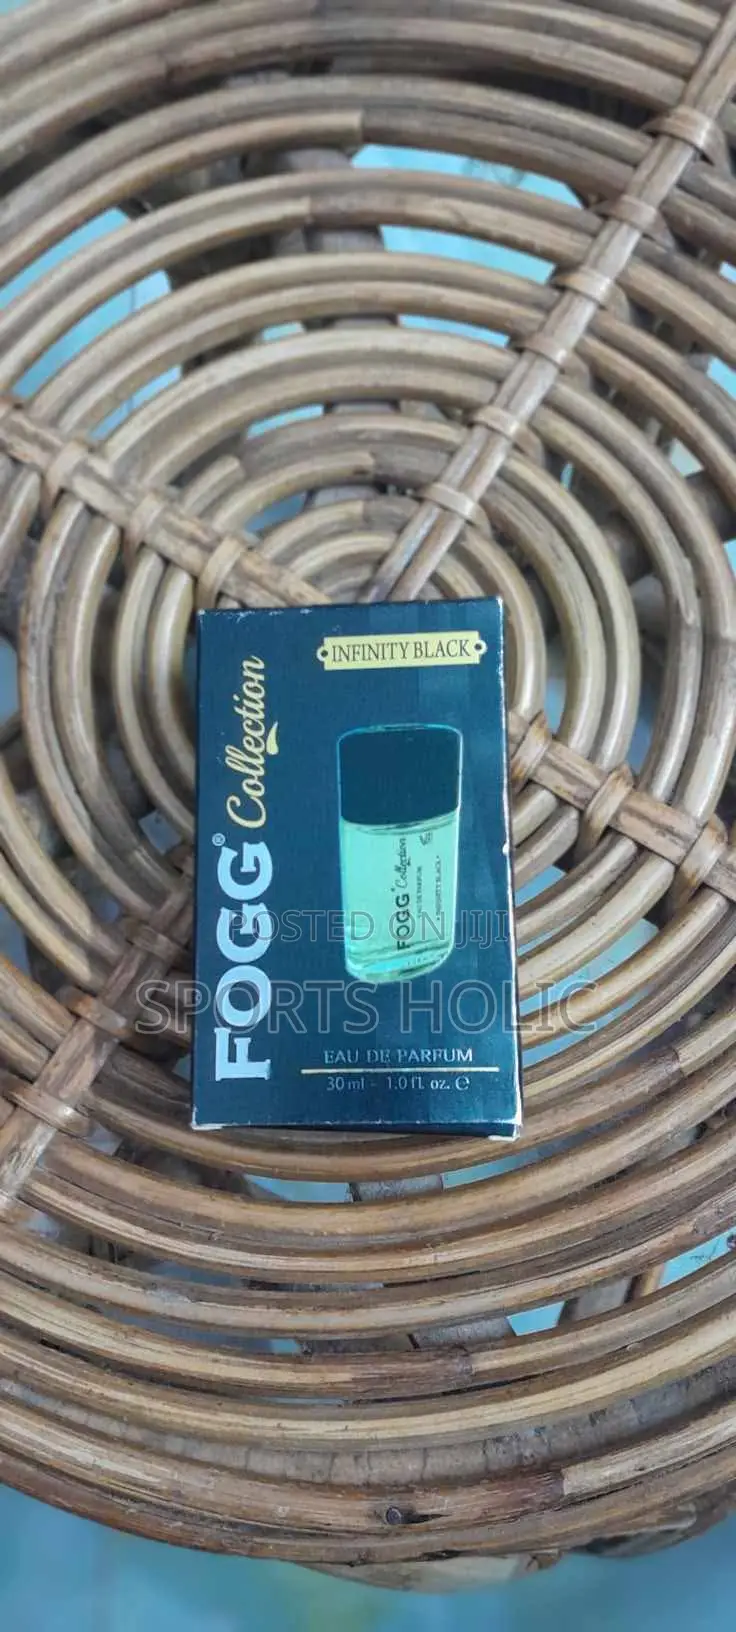 INFINITY BLACK
FOGG® Collection
FOGG Collection
EAU DE PARFUM
• INFINITY BLACK •
POSTED ON JIJI
SPORTS HOLIC
EAU DE PARFUM
30 ml - 1.0 fl. oz. ℮